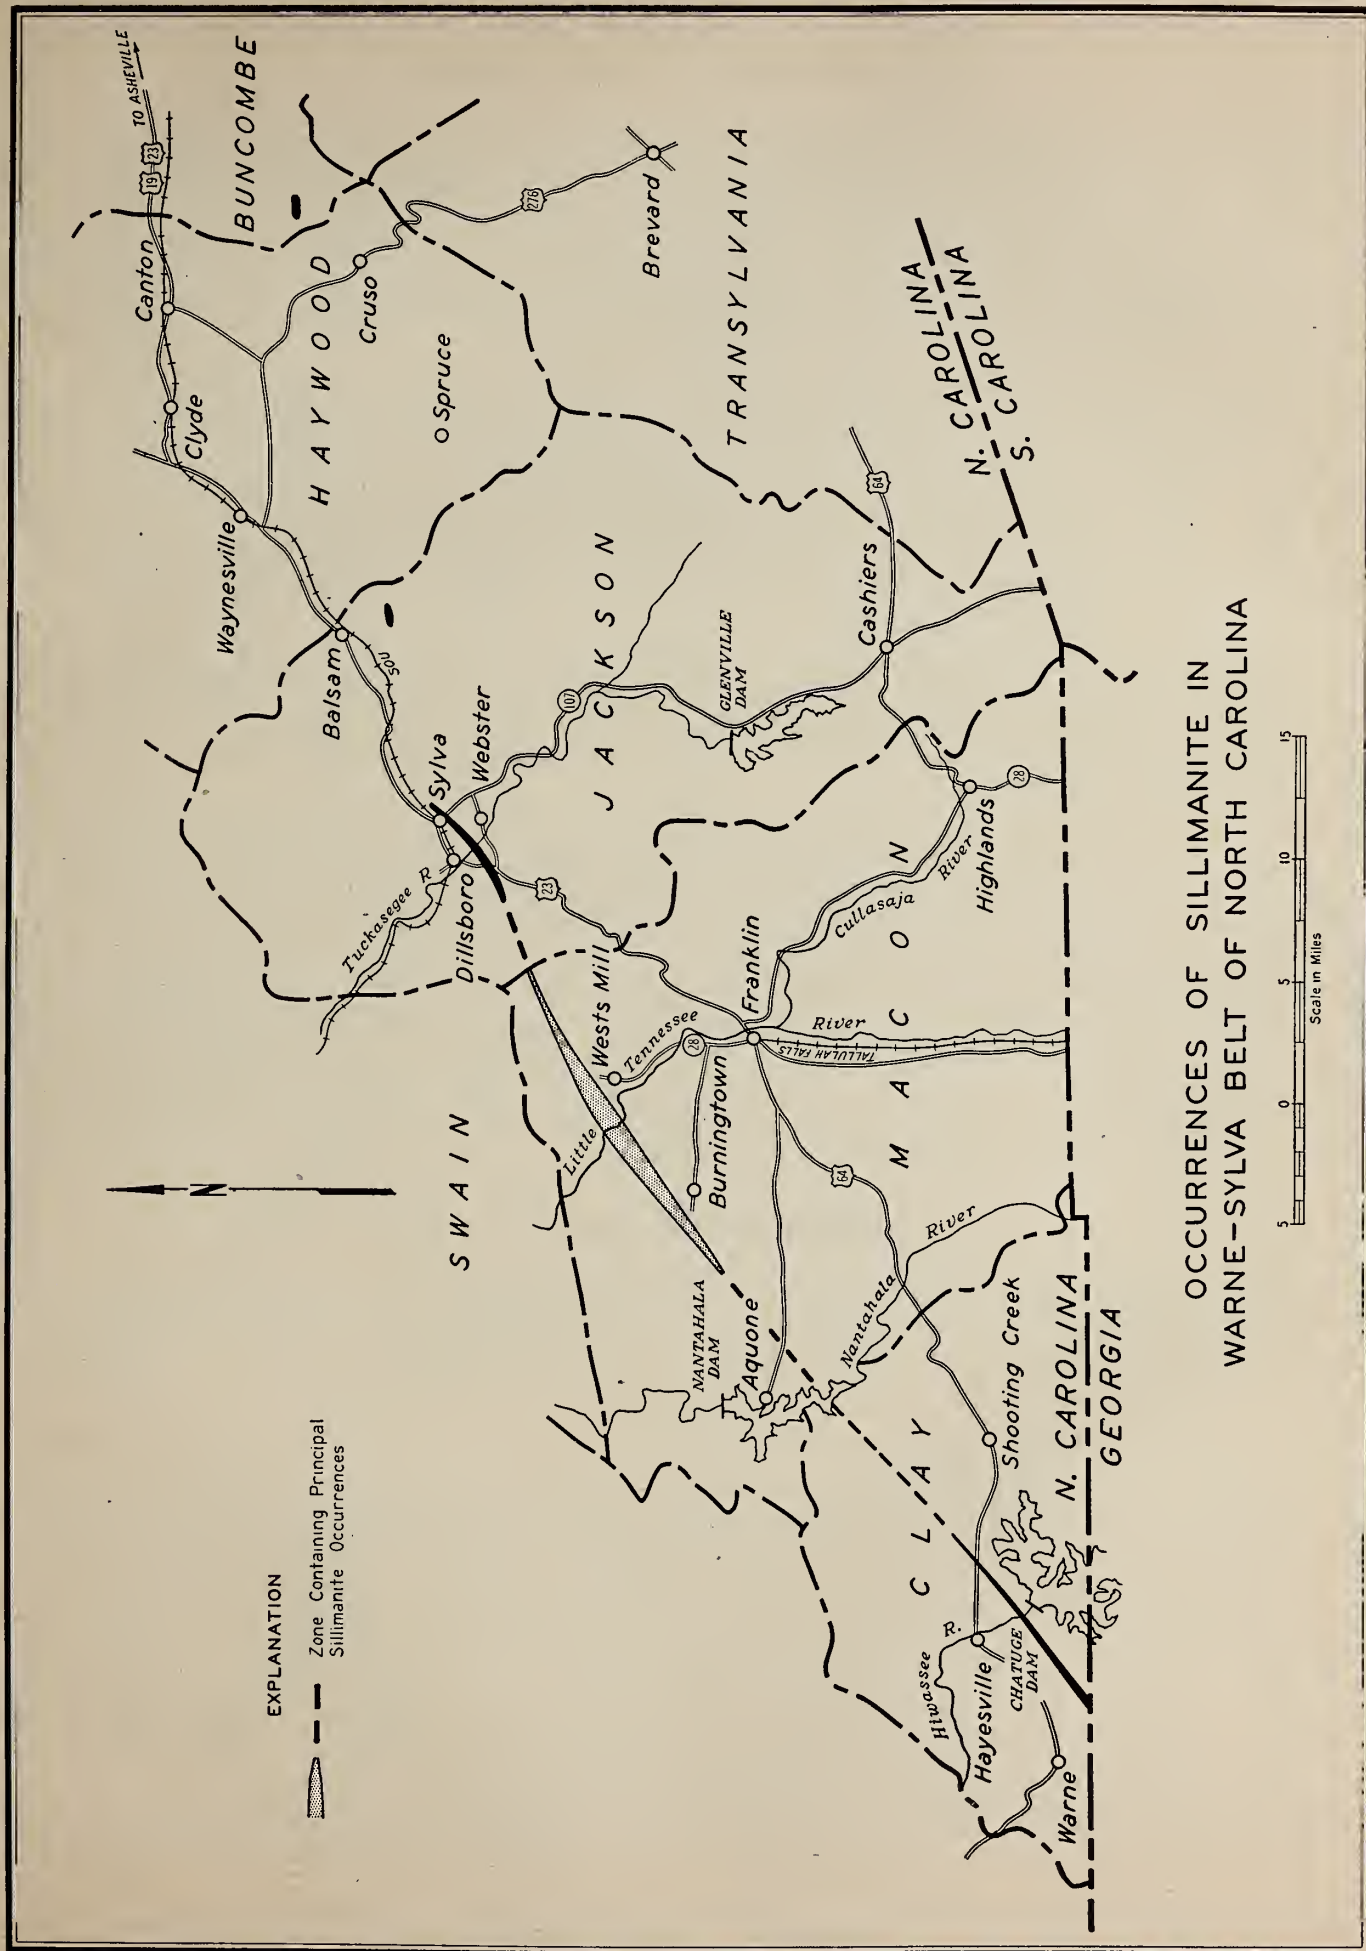 TO ASHEVILLE
19
23
BUNCOMBE
Canton
Clyde
Waynesville
HAYWOOD
Cruso
276
Spruce
Brevard
TRANSYLVANIA
Balsam
SOU
Sylva
Webster
Dillsboro
Tuckasegee R
107
JACKSON
GLENVILLE
DAM
64
Cashiers
N. CAROLINA
S. CAROLINA
23
SWAIN
Wests Mill
Little
Tennessee
River
28
Franklin
TALLULAH FALLS
Cullasaja
River
Highlands
28
MACON
Burningtown
64
NANTAHALA
DAM
Aquone
Nantahala
River
CLAY
Shooting Creek
N. CAROLINA
GEORGIA
Hiwassee
R.
Hayesville
CHATUGE
DAM
Warne
N
EXPLANATION
Zone Containing Principal
Sillimanite Occurrences
OCCURRENCES OF SILLIMANITE IN
WARNE-SYLVA BELT OF NORTH CAROLINA
5 0 5 10 15
Scale in Miles